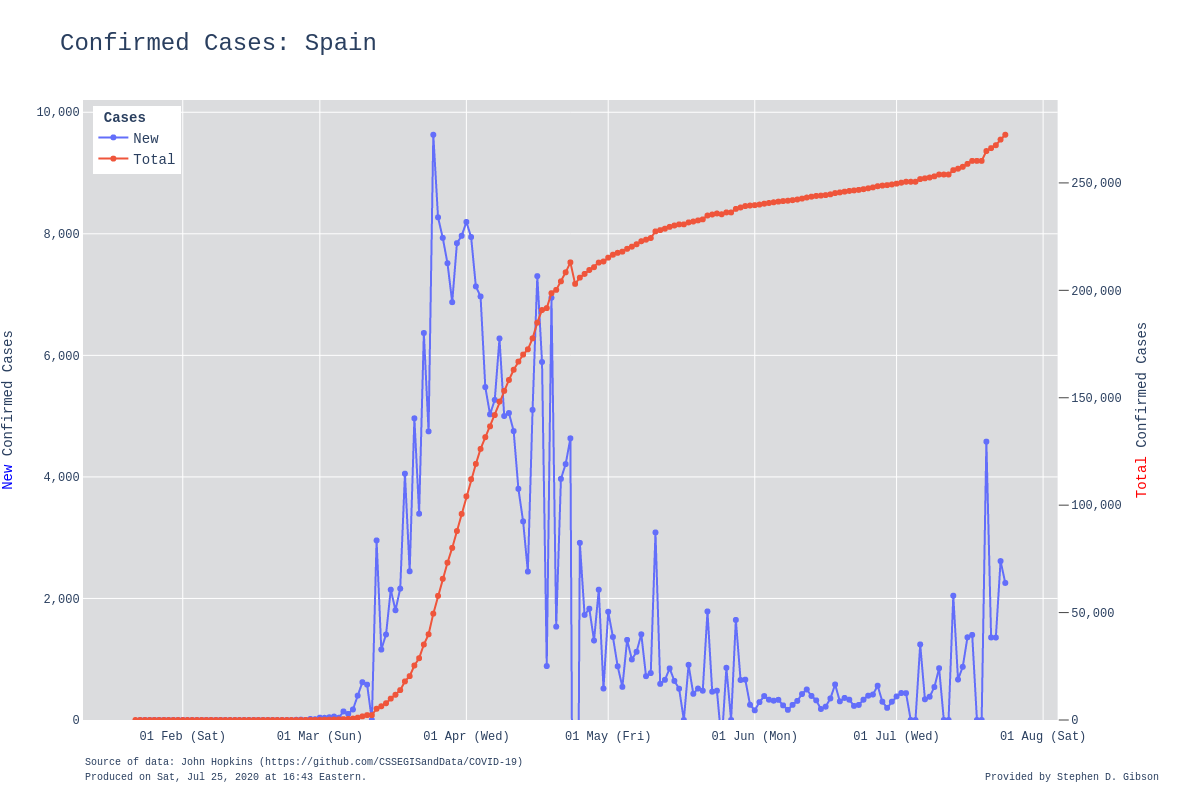 Confirmed Cases: Spain
Cases
New
Total
10,000
8,000
6,000
4,000
2,000
0
New Confirmed Cases
250,000
200,000
150,000
100,000
50,000
0
Total Confirmed Cases
01 Feb (Sat)
01 Mar (Sun)
01 Apr (Wed)
01 May (Fri)
01 Jun (Mon)
01 Jul (Wed)
01 Aug (Sat)
Source of data: John Hopkins (https://github.com/CSSEGISandData/COVID-19)
Produced on Sat, Jul 25, 2020 at 16:43 Eastern.
Provided by Stephen D. Gibson